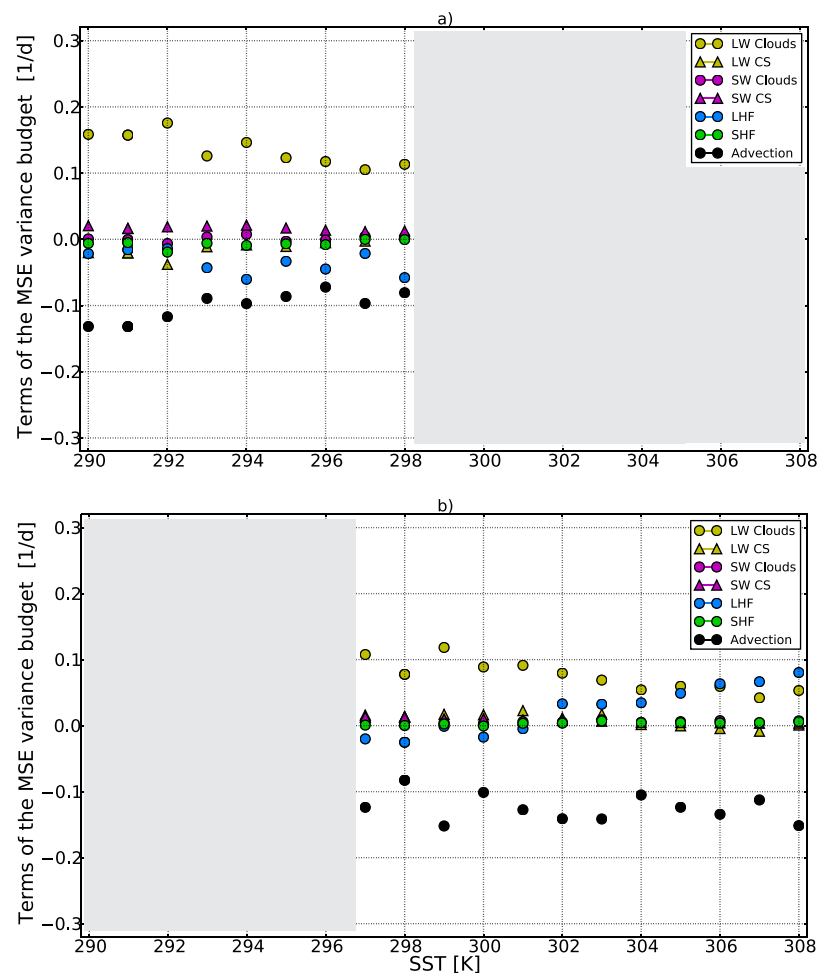 a)
Terms of the MSE variance budget [1/d]
0.3
0.2
0.1
0.0
−0.1
−0.2
−0.3
LW Clouds
LW CS
SW Clouds
SW CS
LHF
SHF
Advection
290 292 294 296 298 300 302 304 306 308
b)
Terms of the MSE variance budget [1/d]
0.3
0.2
0.1
0.0
−0.1
−0.2
−0.3
LW Clouds
LW CS
SW Clouds
SW CS
LHF
SHF
Advection
290 292 294 296 298 300 302 304 306 308
SST [K]